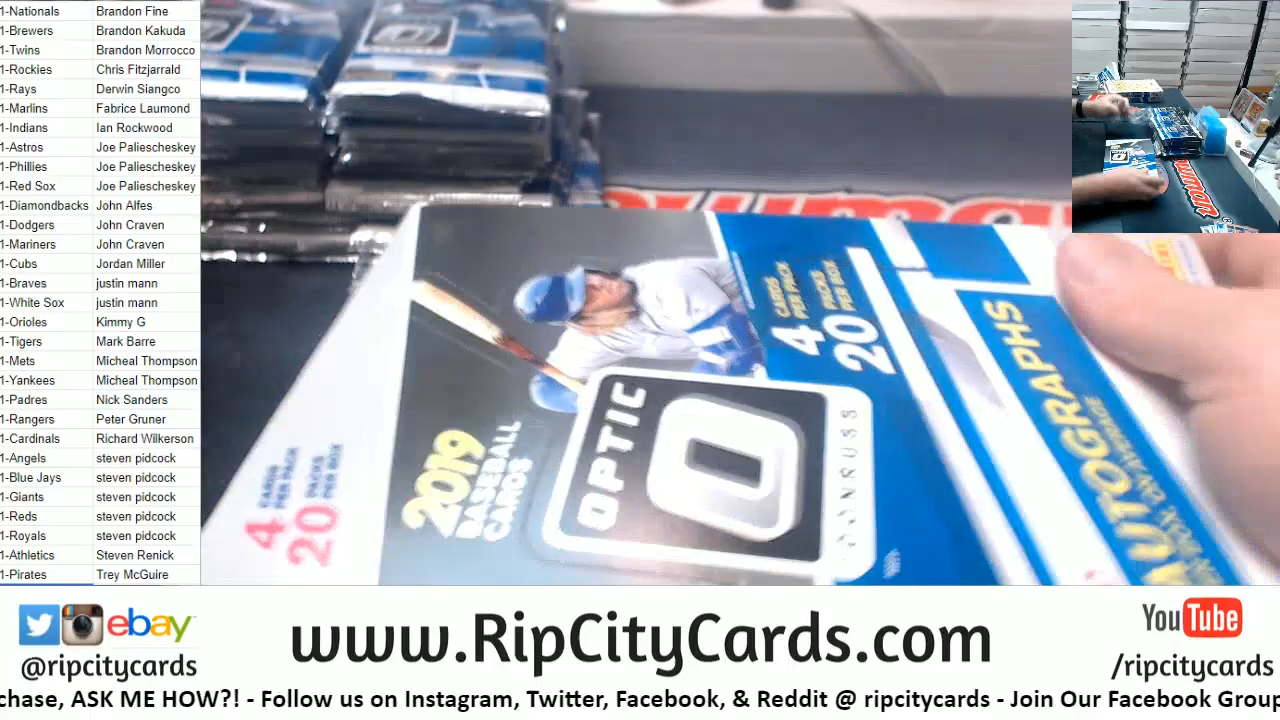 1-Nationals Brandon Fine
1-Brewers Brandon Kakuda
1-Twins Brandon Morrocco
1-Rockies Chris Fitzjarrald
1-Rays Derwin Siangco
1-Marlins Fabrice Laumond
1-Indians Ian Rockwood
1-Astros Joe Paliescheskey
1-Phillies Joe Paliescheskey
1-Red Sox Joe Paliescheskey
1-Diamondbacks John Alfes
1-Dodgers John Craven
1-Mariners John Craven
1-Cubs Jordan Miller
1-Braves justin mann
1-White Sox justin mann
1-Orioles Kimmy G
1-Tigers Mark Barre
1-Mets Micheal Thompson
1-Yankees Micheal Thompson
1-Padres Nick Sanders
1-Rangers Peter Gruner
1-Cardinals Richard Wilkerson
1-Angels steven pidcock
1-Blue Jays steven pidcock
1-Giants steven pidcock
1-Reds steven pidcock
1-Royals steven pidcock
1-Athletics Steven Renick
1-Pirates Trey McGuire
4 CARDS PER PACK
20 PACKS PER BOX
AUTOGRAPHS
2019
BASEBALL
CARDS
OPTIC
DONRUSS
4 CARDS PER PACK
20
PER BOX
ebay
@ripcitycards
www.RipCityCards.com
YouTube
/ripcitycards
chase, ASK ME HOW?! - Follow us on Instagram, Twitter, Facebook, & Reddit @ ripcitycards - Join Our Facebook Group